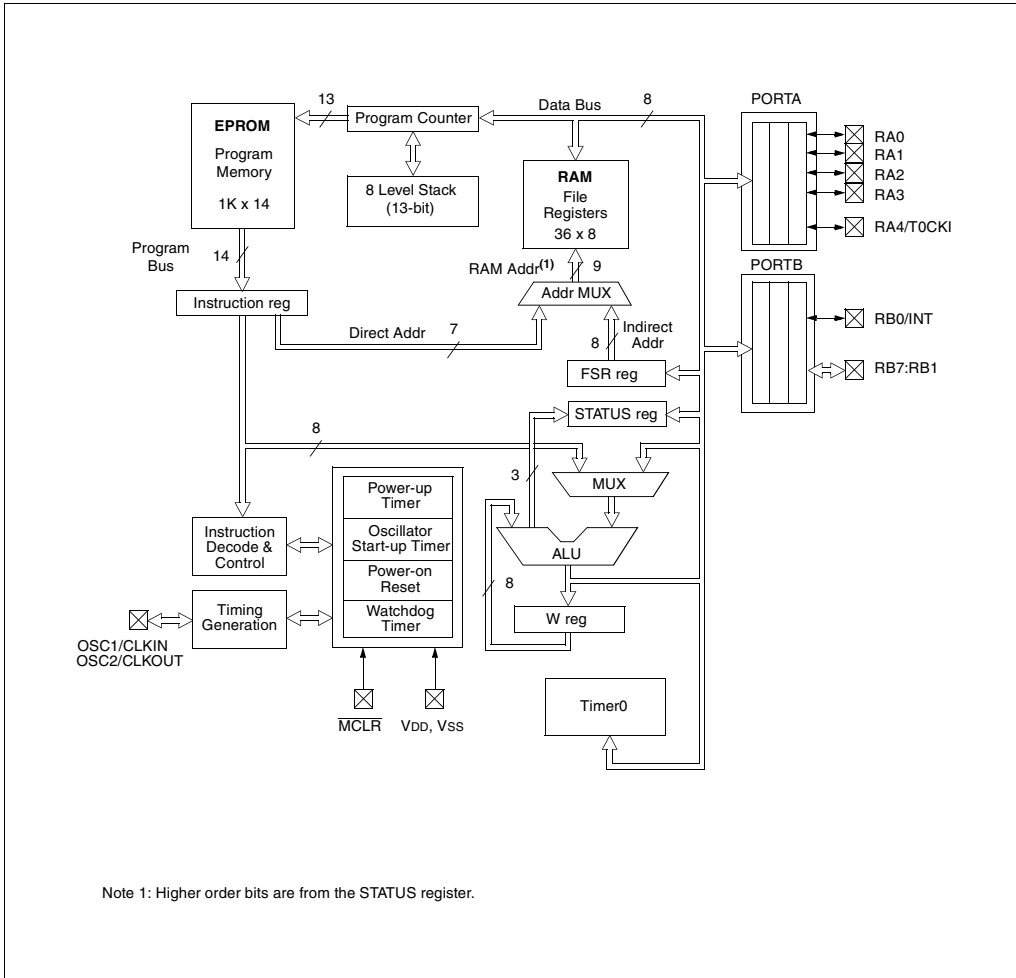 EPROM
Program
Memory
1K x 14
13
Program Counter
8 Level Stack
(13-bit)
Data Bus
8
RAM
File
Registers
36 x 8
PORTA
RA0
RA1
RA2
RA3
RA4/T0CKI
PORTB
RB0/INT
RB7:RB1
Program
Bus
14
Instruction reg
RAM Addr(1)
9
Addr MUX
Direct Addr
7
8
Indirect
Addr
FSR reg
STATUS reg
8
3
MUX
ALU
8
W reg
Power-up
Timer
Oscillator
Start-up Timer
Power-on
Reset
Watchdog
Timer
Instruction
Decode &
Control
Timing
Generation
OSC1/CLKIN
OSC2/CLKOUT
MCLR
VDD, VSS
Timer0
Note 1: Higher order bits are from the STATUS register.